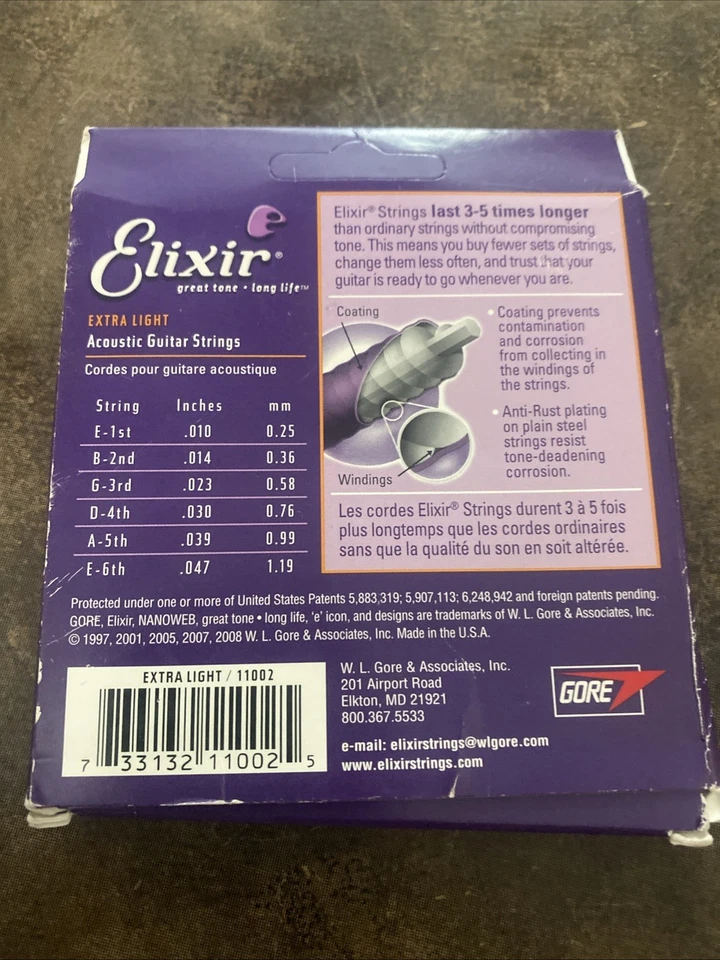 Elixir®
great tone • long life™
EXTRA LIGHT
Acoustic Guitar Strings
Cordes pour guitare acoustique
String Inches mm
E-1st .010 0.25
B-2nd .014 0.36
G-3rd .023 0.58
D-4th .030 0.76
A-5th .039 0.99
E-6th .047 1.19
Elixir® Strings last 3-5 times longer
than ordinary strings without compromising
tone. This means you buy fewer sets of strings,
change them less often, and trust that your
guitar is ready to go whenever you are.
Coating
Windings
• Coating prevents
contamination
and corrosion
from collecting in
the windings of
the strings.
• Anti-Rust plating
on plain steel
strings resist
tone-deadening
corrosion.
Les cordes Elixir® Strings durent 3 à 5 fois
plus longtemps que les cordes ordinaires
sans que la qualité du son en soit altérée.
Protected under one or more of United States Patents 5,883,319; 5,907,113; 6,248,942 and foreign patents pending.
GORE, Elixir, NANOWEB, great tone • long life, 'e' icon, and designs are trademarks of W. L. Gore & Associates, Inc.
© 1997, 2001, 2005, 2007, 2008 W. L. Gore & Associates, Inc. Made in the U.S.A.
EXTRA LIGHT / 11002
7 33132 11002 5
W. L. Gore & Associates, Inc.
201 Airport Road
Elkton, MD 21921
800.367.5533
e-mail: elixirstrings@wlgore.com
www.elixirstrings.com
GORE